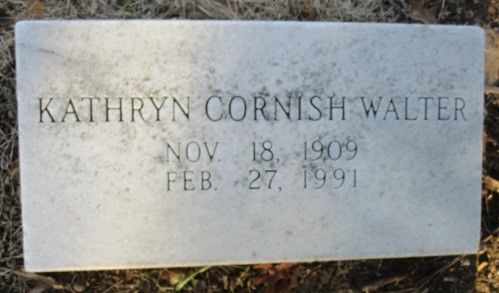 KATHRYN CORNISH WALTER
NOV. 18, 1909
FEB. 27, 1991